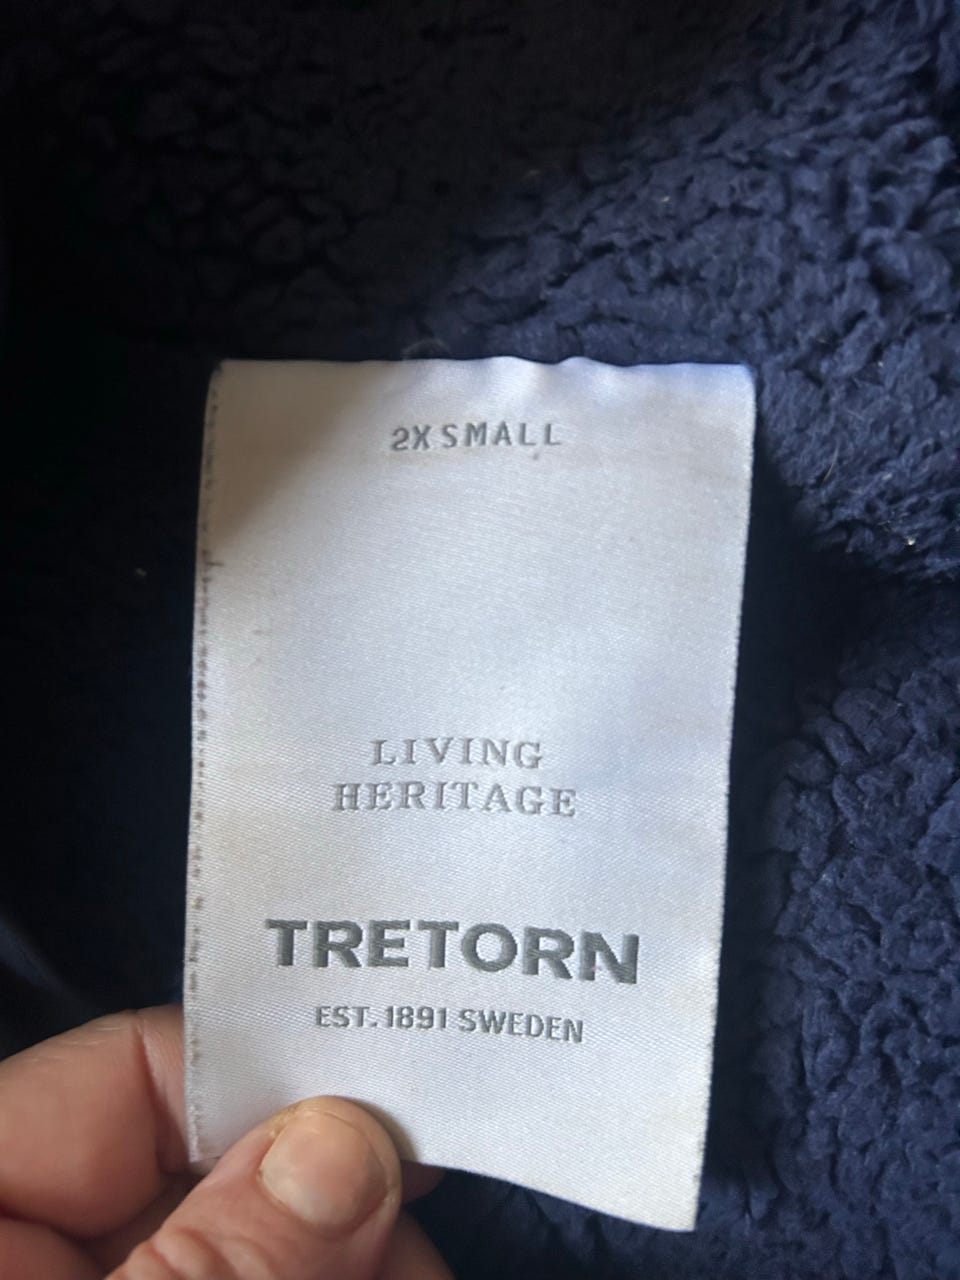 2X SMALL
LIVING
HERITAGE
TRETORN
EST. 1891 SWEDEN